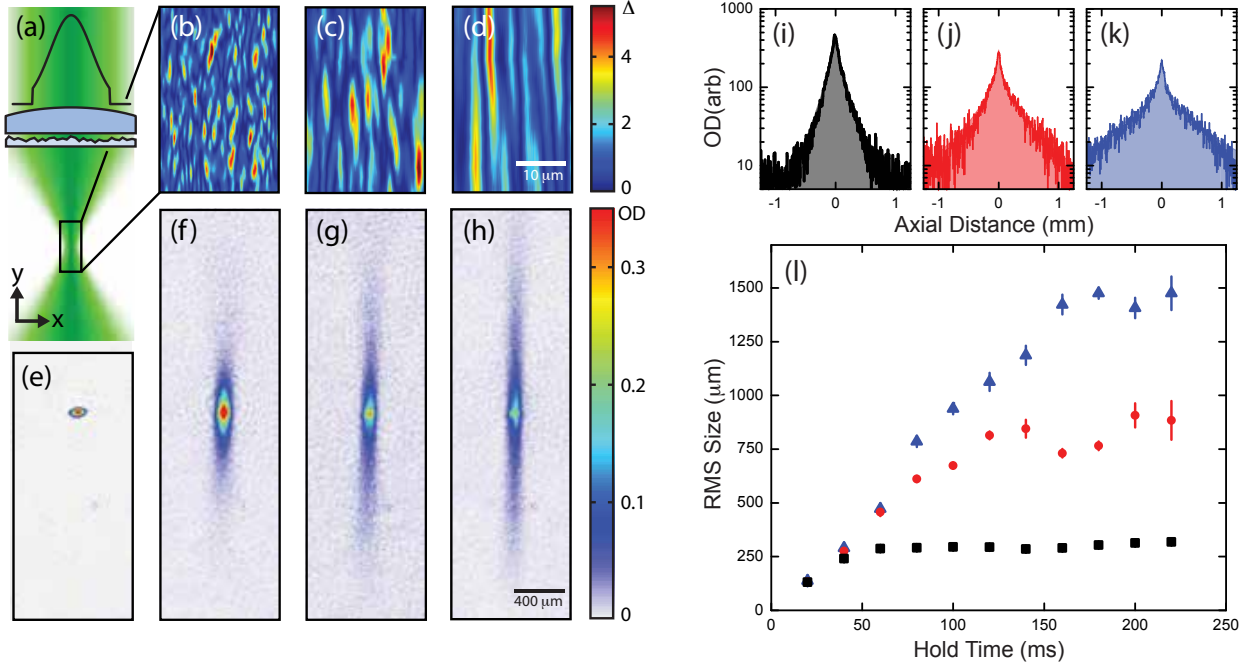 (a)
(b)
(c)
(d)
Δ
4
2
0
10 μm
y
x
(e)
(f)
(g)
(h)
OD
0.3
0.2
0.1
0
400 μm
(i)
(j)
(k)
1000
100
10
OD(arb)
-1 0 1
-1 0 1
-1 0 1
Axial Distance (mm)
(l)
1500
1250
1000
750
500
250
0
RMS Size (μm)
0 50 100 150 200 250
Hold Time (ms)